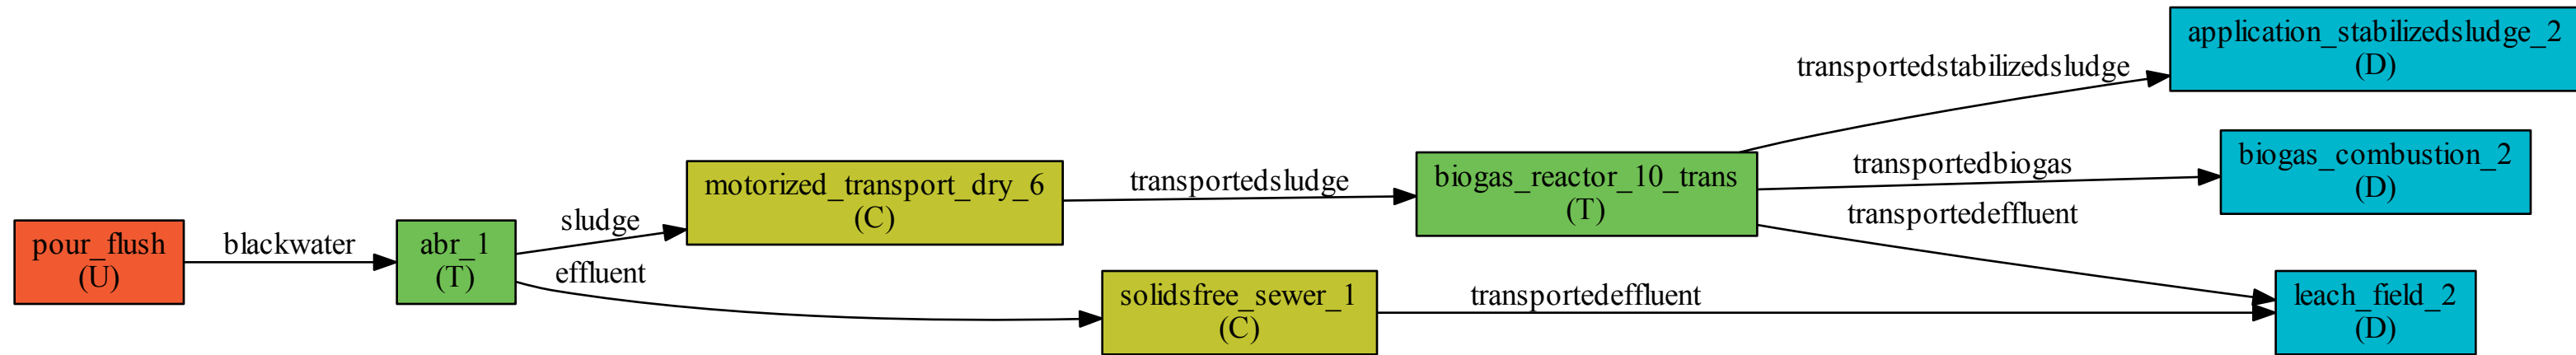 pour_flush
(U)
blackwater
abr_1
(T)
sludge
effluent
motorized_transport_dry_6
(C)
solidsfree_sewer_1
(C)
transportedsludge
transportedeffluent
biogas_reactor_10_trans
(T)
transportedstabilizedsludge
transportedbiogas
transportedeffluent
application_stabilizedsludge_2
(D)
biogas_combustion_2
(D)
leach_field_2
(D)